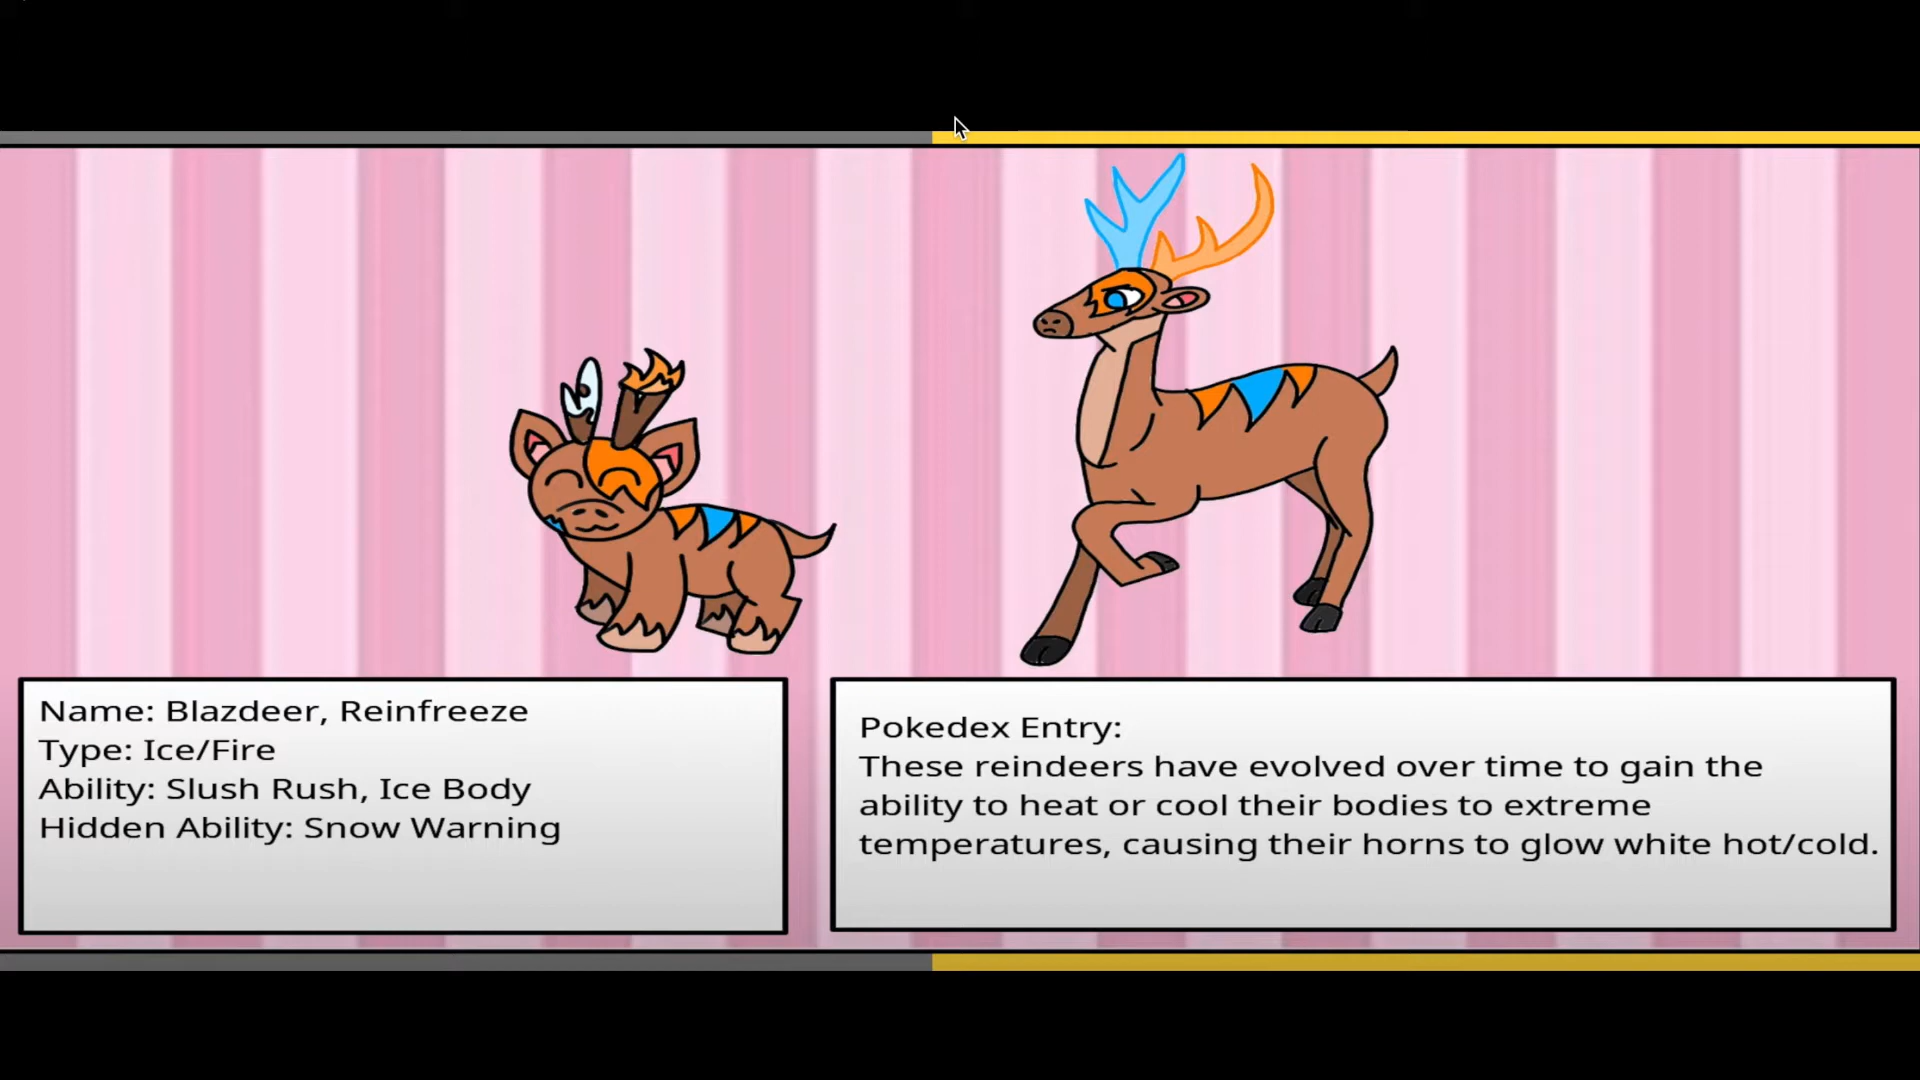 Name: Blazdeer, Reinfreeze
Type: Ice/Fire
Ability: Slush Rush, Ice Body
Hidden Ability: Snow Warning
Pokedex Entry:
These reindeers have evolved over time to gain the
ability to heat or cool their bodies to extreme
temperatures, causing their horns to glow white hot/cold.